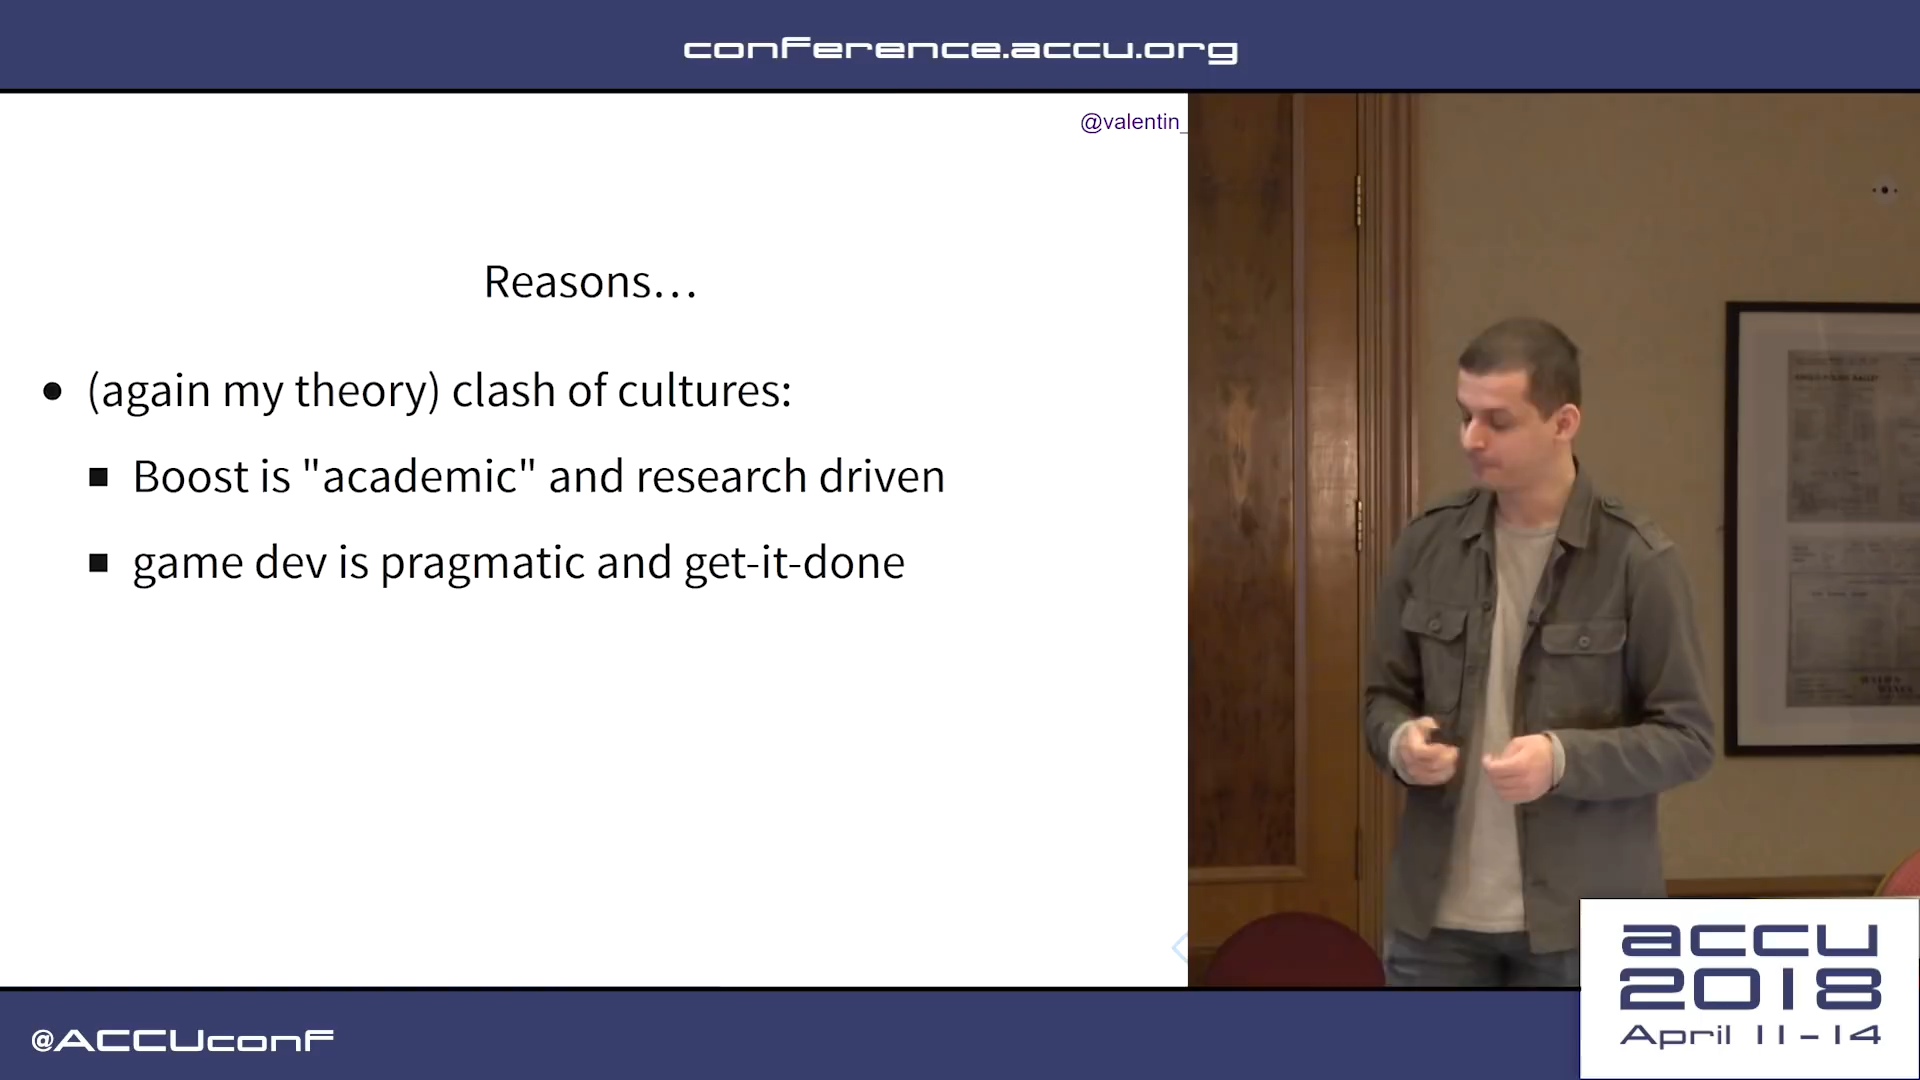 conference.accu.org
@valentin_
Reasons…
• (again my theory) clash of cultures:
■ Boost is "academic" and research driven
■ game dev is pragmatic and get-it-done
@ACCUconf
accu
2018
April 11-14